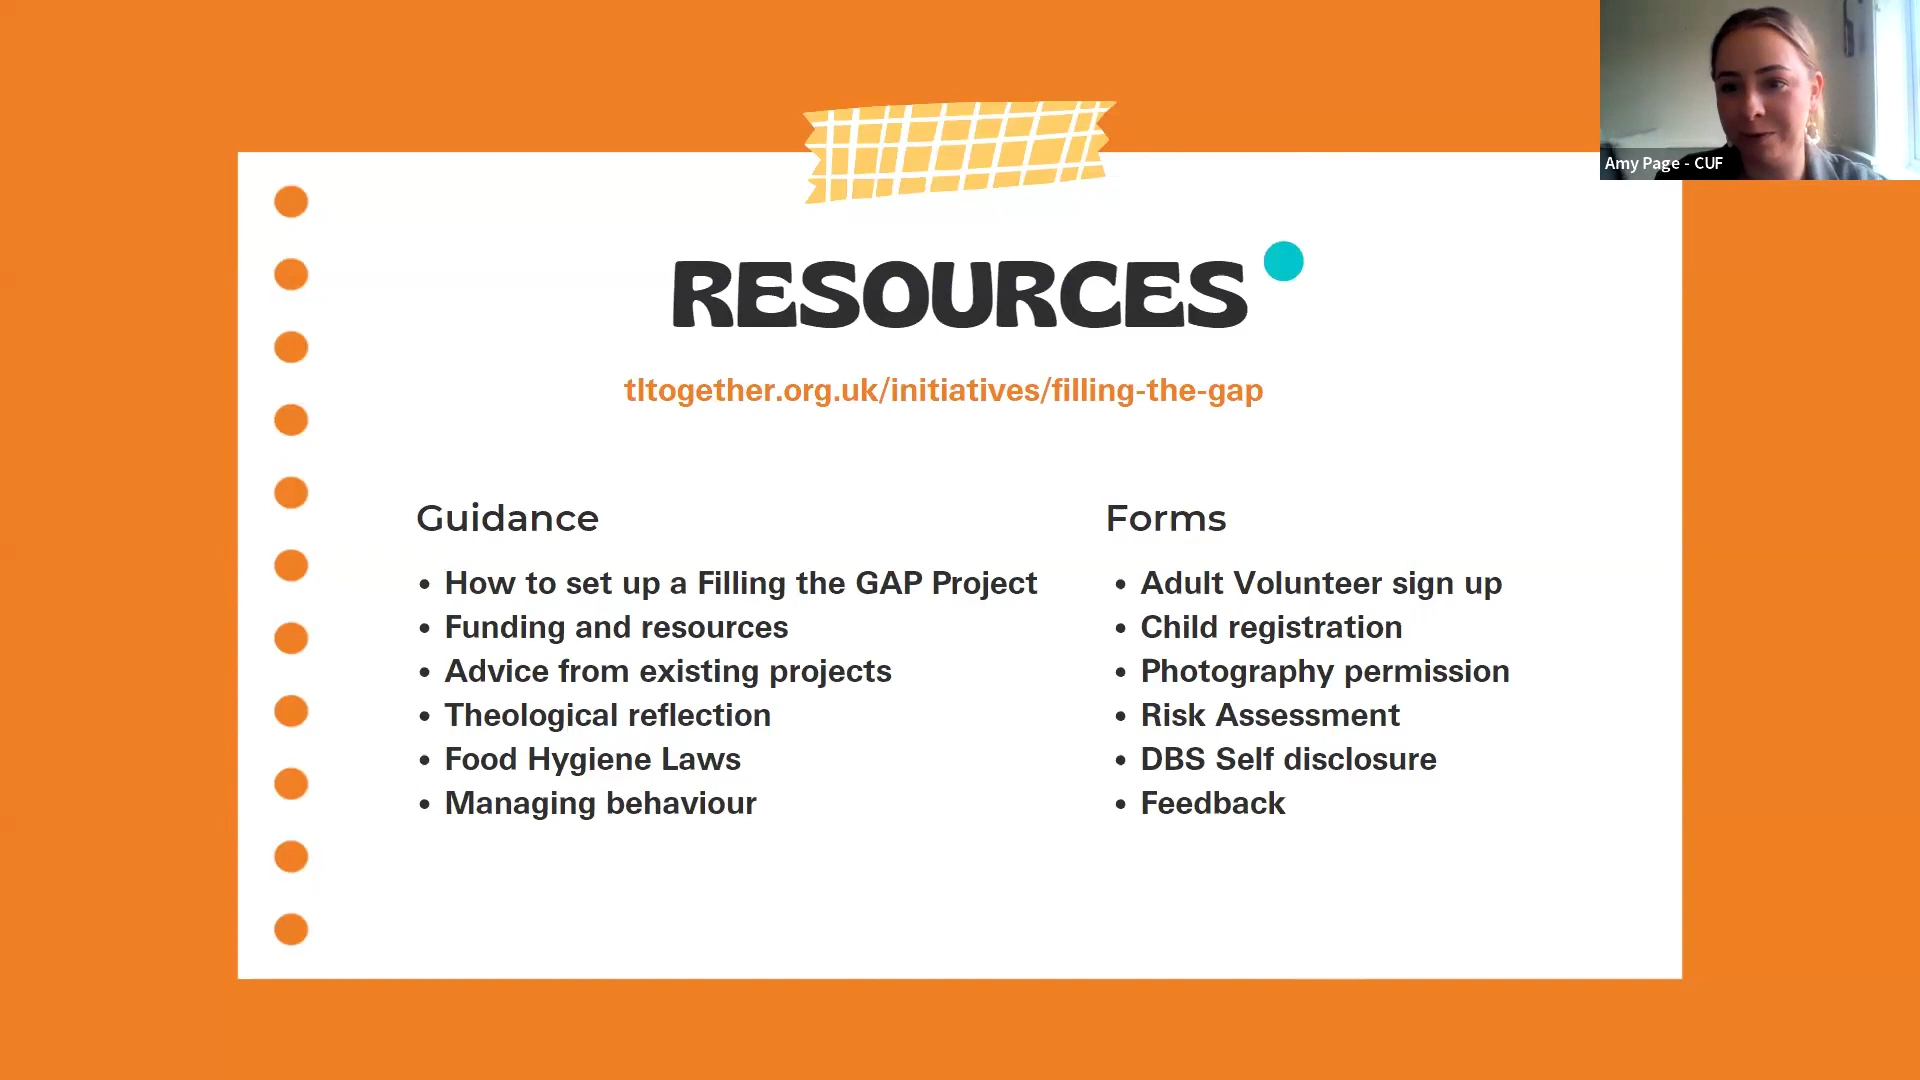 Amy Page - CUF
RESOURCES
tltogether.org.uk/initiatives/filling-the-gap
Guidance
• How to set up a Filling the GAP Project
• Funding and resources
• Advice from existing projects
• Theological reflection
• Food Hygiene Laws
• Managing behaviour
Forms
• Adult Volunteer sign up
• Child registration
• Photography permission
• Risk Assessment
• DBS Self disclosure
• Feedback